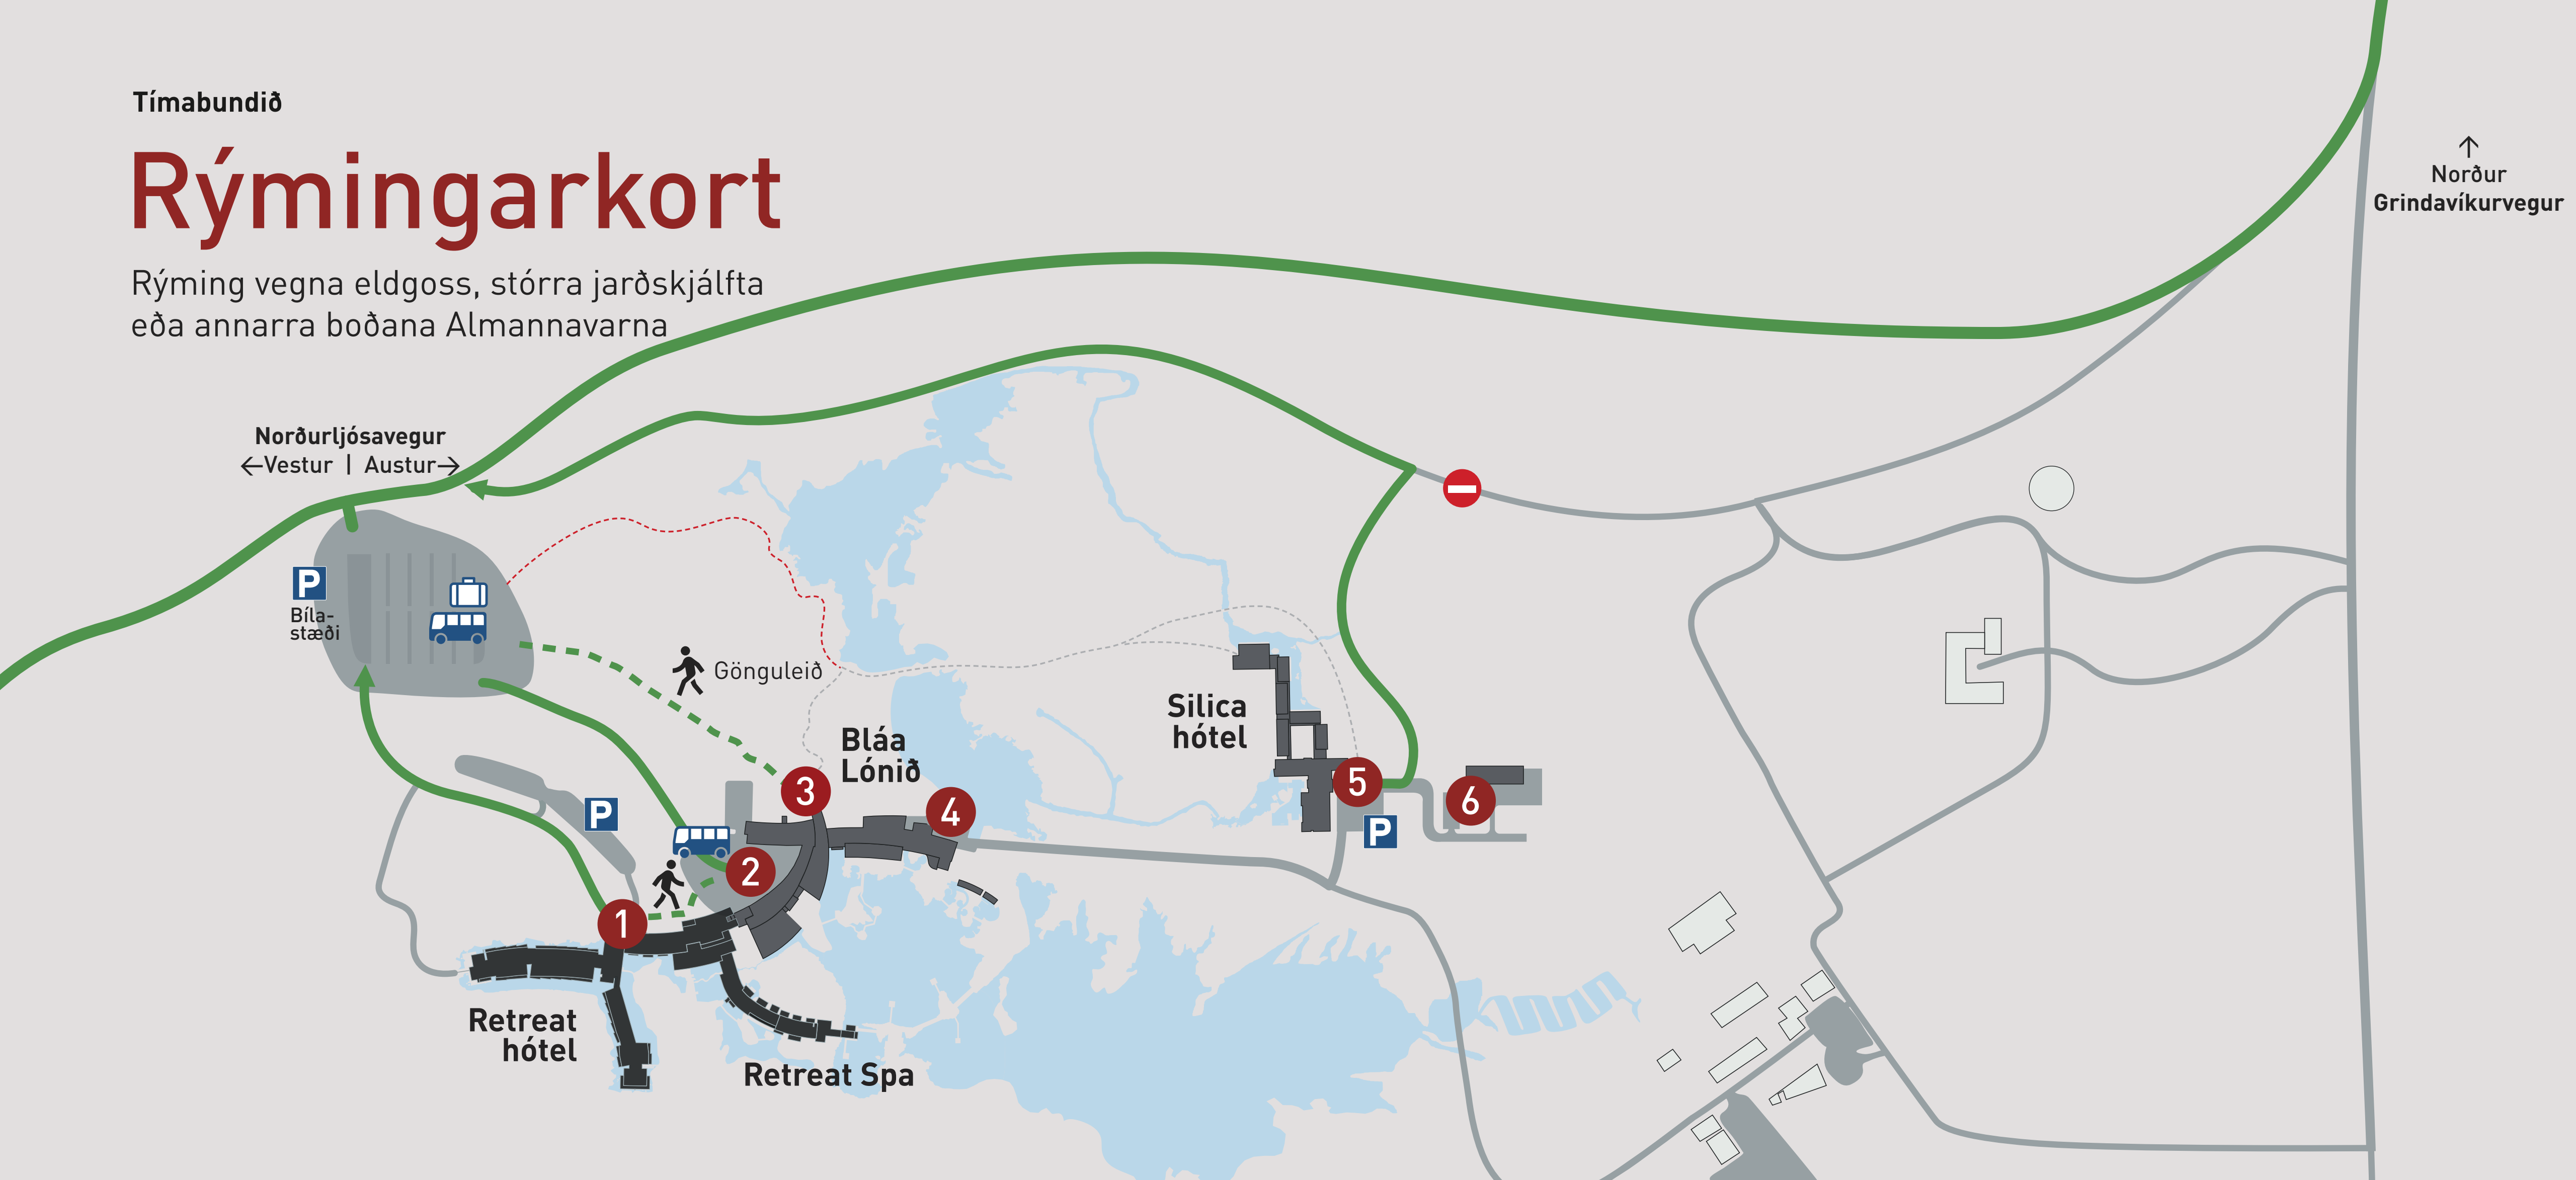 Tímabundið
Rýmingarkort
Rýming vegna eldgoss, stórra jarðskjálfta
eða annarra boðana Almannavarna
↑
Norður
Grindavíkurvegur
Norðurljósavegur
←Vestur | Austur→
P
Bíla-
stæði
Gönguleið
Bláa
Lónið
Silica
hótel
P
P
1
2
3
4
5
6
Retreat
hótel
Retreat Spa